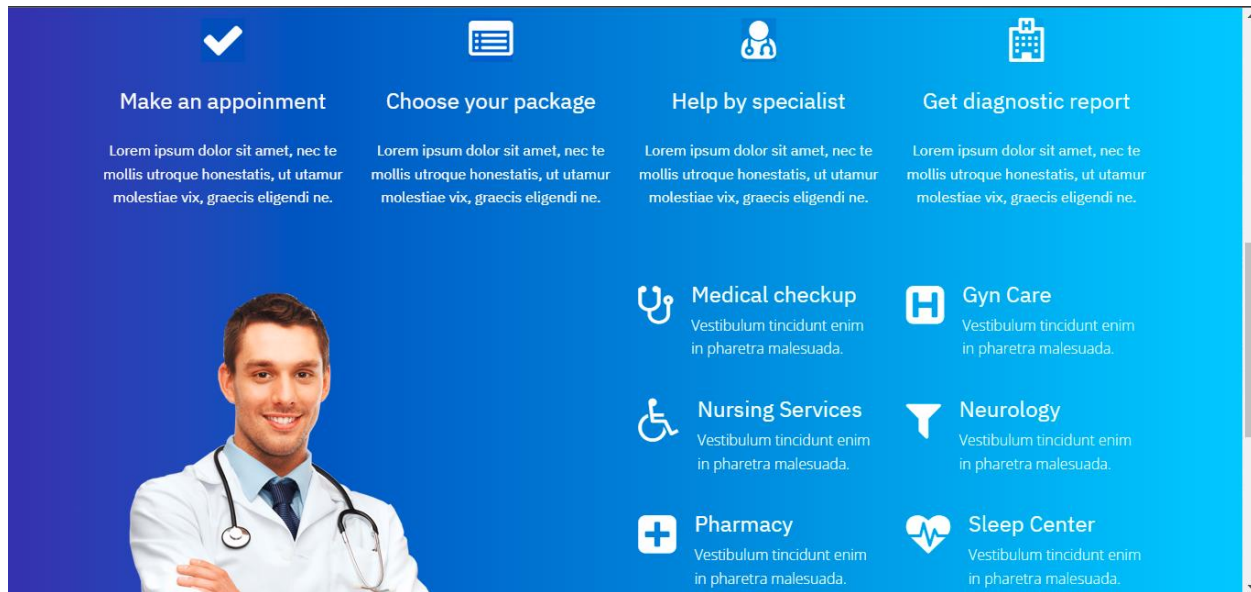 Make an appoinment
Lorem ipsum dolor sit amet, nec te
mollis utroque honestatis, ut utamur
molestiae vix, graecis eligendi ne.
Choose your package
Lorem ipsum dolor sit amet, nec te
mollis utroque honestatis, ut utamur
molestiae vix, graecis eligendi ne.
Help by specialist
Lorem ipsum dolor sit amet, nec te
mollis utroque honestatis, ut utamur
molestiae vix, graecis eligendi ne.
H
Get diagnostic report
Lorem ipsum dolor sit amet, nec te
mollis utroque honestatis, ut utamur
molestiae vix, graecis eligendi ne.
Medical checkup
Vestibulum tincidunt enim
in pharetra malesuada.
H
Gyn Care
Vestibulum tincidunt enim
in pharetra malesuada.
Nursing Services
Vestibulum tincidunt enim
in pharetra malesuada.
Neurology
Vestibulum tincidunt enim
in pharetra malesuada.
Pharmacy
Vestibulum tincidunt enim
in pharetra malesuada.
Sleep Center
Vestibulum tincidunt enim
in pharetra malesuada.